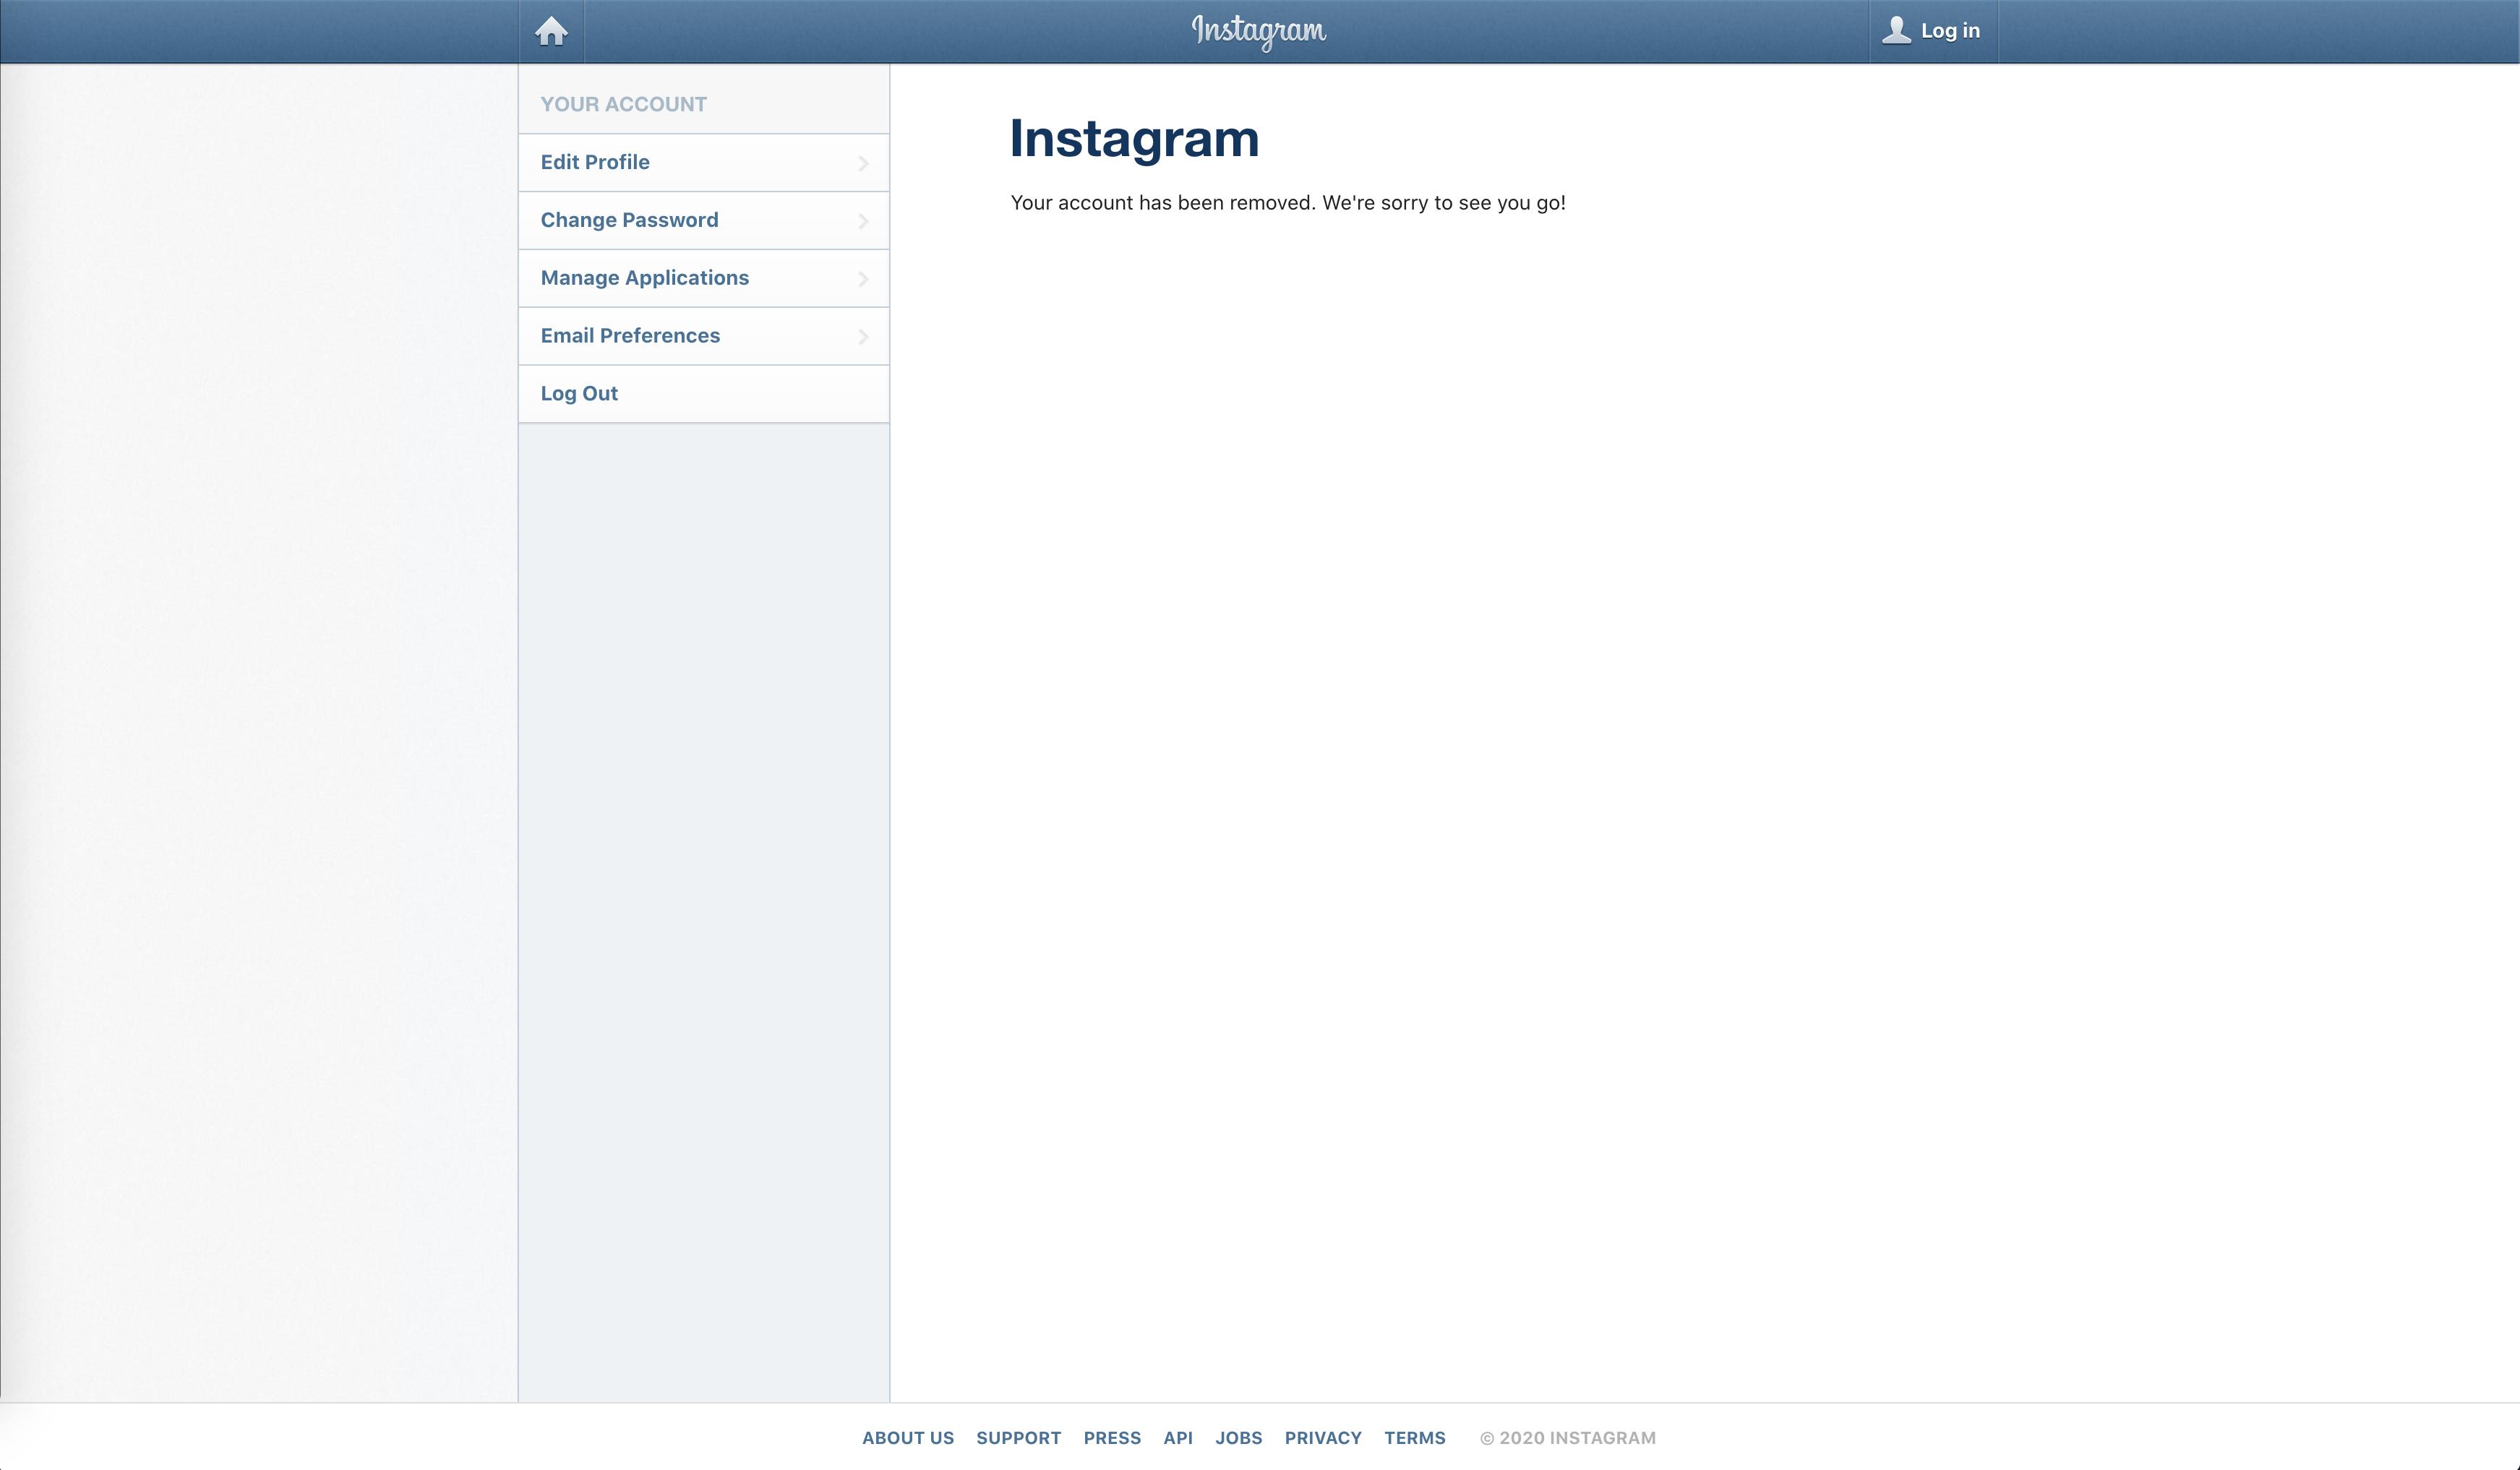 Instagram
Log in
YOUR ACCOUNT
Edit Profile
Change Password
Manage Applications
Email Preferences
Log Out
Instagram
Your account has been removed. We're sorry to see you go!
ABOUT US SUPPORT PRESS API JOBS PRIVACY TERMS © 2020 INSTAGRAM